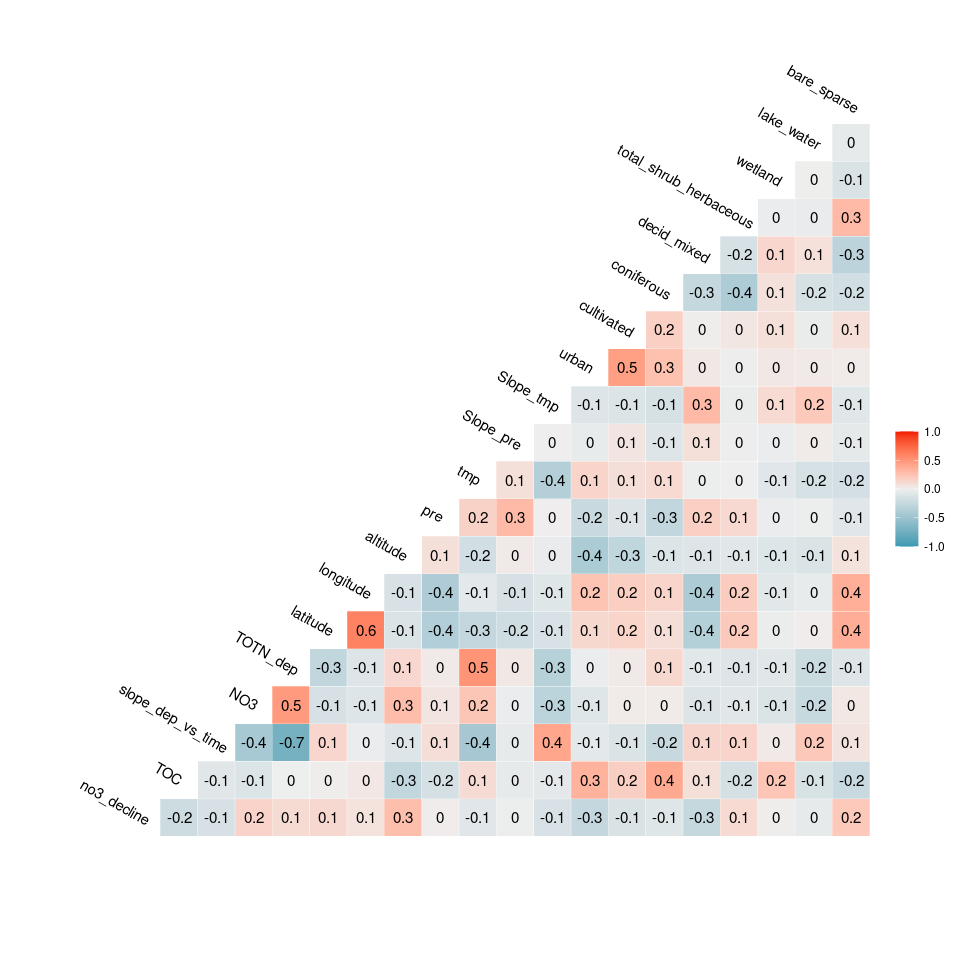 bare_sparse
lake_water 0
wetland 0 -0.1
total_shrub_herbaceous 0 0 0.3
decid_mixed -0.2 0.1 0.1 -0.3
coniferous -0.3 -0.4 0.1 -0.2 -0.2
cultivated 0.2 0 0 0.1 0 0.1
urban 0.5 0.3 0 0 0 0 0
Slope_tmp -0.1 -0.1 -0.1 0.3 0 0.1 0.2 -0.1
Slope_pre 0 0 0.1 -0.1 0.1 0 0 0 -0.1
tmp 0.1 -0.4 0.1 0.1 0.1 0 0 -0.1 -0.2 -0.2
pre 0.2 0.3 0 -0.2 -0.1 -0.3 0.2 0.1 0 0 -0.1
altitude 0.1 -0.2 0 0 -0.4 -0.3 -0.1 -0.1 -0.1 -0.1 -0.1 0.1
longitude -0.1 -0.4 -0.1 -0.1 -0.1 0.2 0.2 0.1 -0.4 0.2 -0.1 0 0.4
latitude 0.6 -0.1 -0.4 -0.3 -0.2 -0.1 0.1 0.2 0.1 -0.4 0.2 0 0 0.4
TOTN_dep -0.3 -0.1 0.1 0 0.5 0 -0.3 0 0 0.1 -0.1 -0.1 -0.1 -0.2 -0.1
NO3 0.5 -0.1 -0.1 0.3 0.1 0.2 0 -0.3 -0.1 0 0 -0.1 -0.1 -0.1 -0.2 0
slope_dep_vs_time -0.4 -0.7 0.1 0 -0.1 0.1 -0.4 0 0.4 -0.1 -0.1 -0.2 0.1 0.1 0 0.2 0.1
TOC -0.1 -0.1 0 0 0 -0.3 -0.2 0.1 0 -0.1 0.3 0.2 0.4 0.1 -0.2 0.2 -0.1 -0.2
no3_decline -0.2 -0.1 0.2 0.1 0.1 0.1 0.3 0 -0.1 0 -0.1 -0.3 -0.1 -0.1 -0.3 0.1 0 0 0.2
1.0
0.5
0.0
-0.5
-1.0